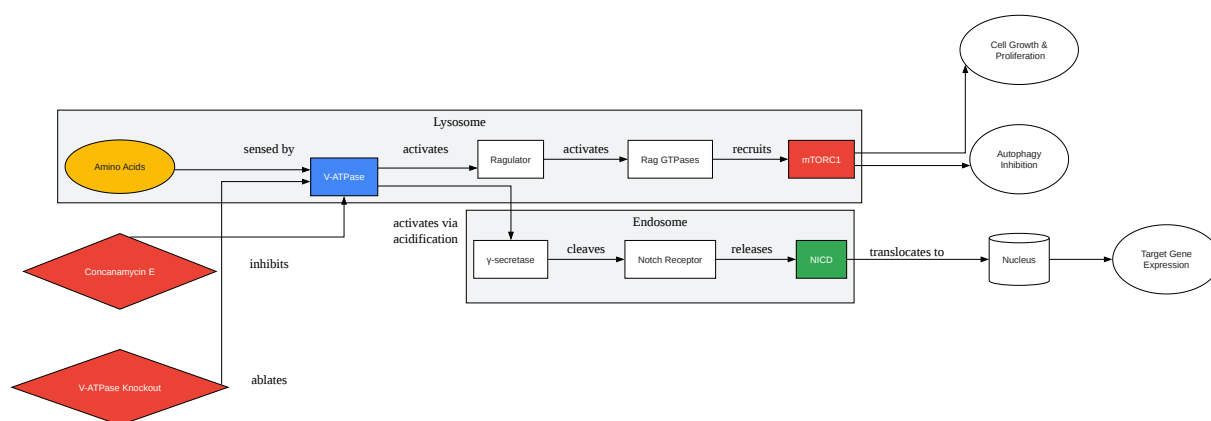 Cell Growth &
Proliferation
Lysosome
Amino Acids
sensed by
V-ATPase
activates
Ragulator
activates
Rag GTPases
recruits
mTORC1
Autophagy
Inhibition
activates via
acidification
Endosome
γ-secretase
cleaves
Notch Receptor
releases
NICD
translocates to
Nucleus
Target Gene
Expression
Concanamycin E
inhibits
V-ATPase Knockout
ablates